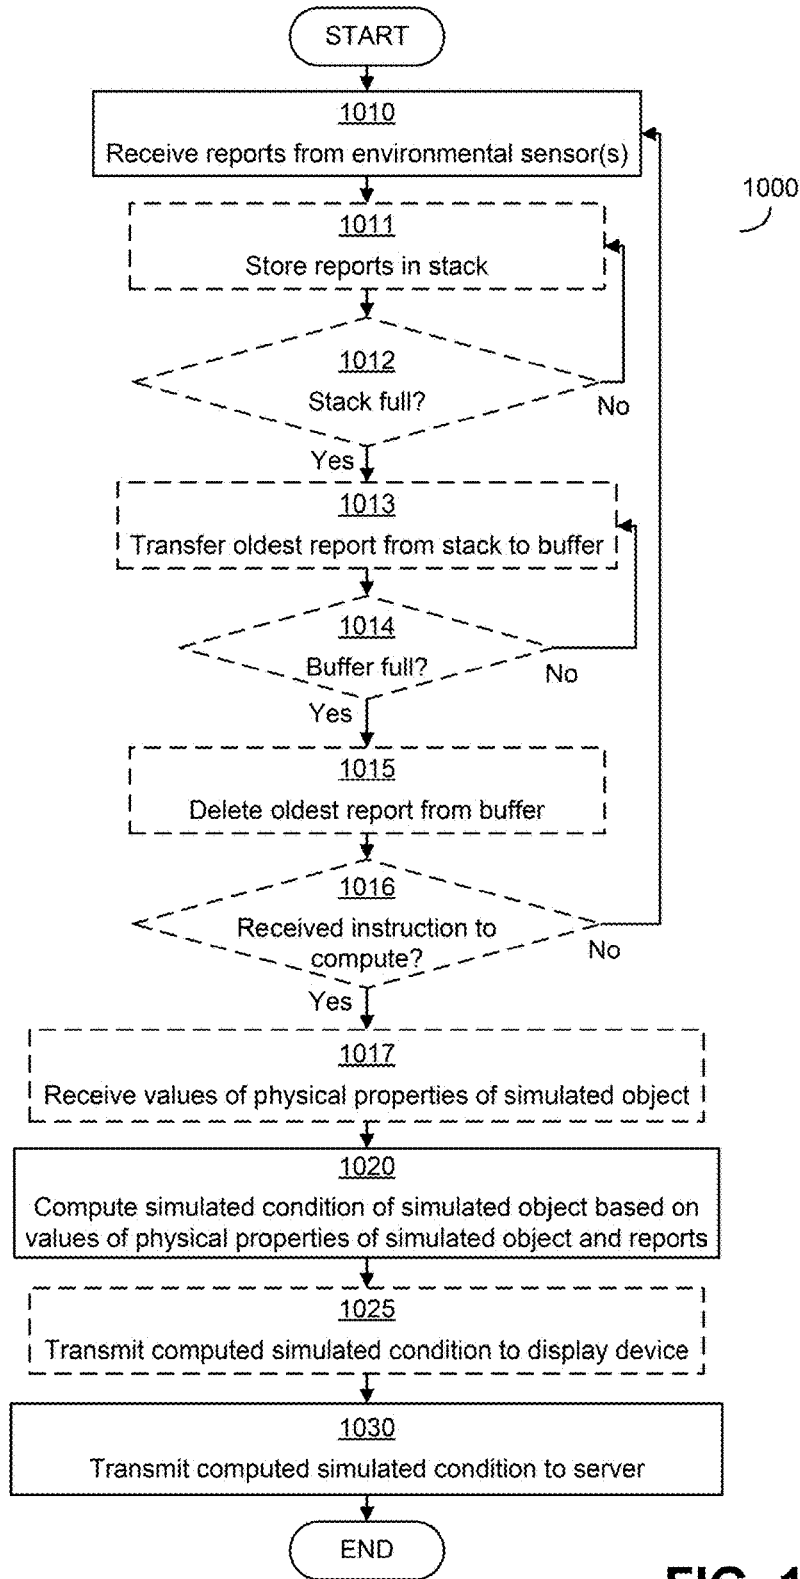 START
1010
Receive reports from environmental sensor(s)
1000
1011
Store reports in stack
1012
Stack full?
No
Yes
1013
Transfer oldest report from stack to buffer
1014
Buffer full?
No
Yes
1015
Delete oldest report from buffer
1016
Received instruction to
compute?
No
Yes
1017
Receive values of physical properties of simulated object
1020
Compute simulated condition of simulated object based on
values of physical properties of simulated object and reports
1025
Transmit computed simulated condition to display device
1030
Transmit computed simulated condition to server
END